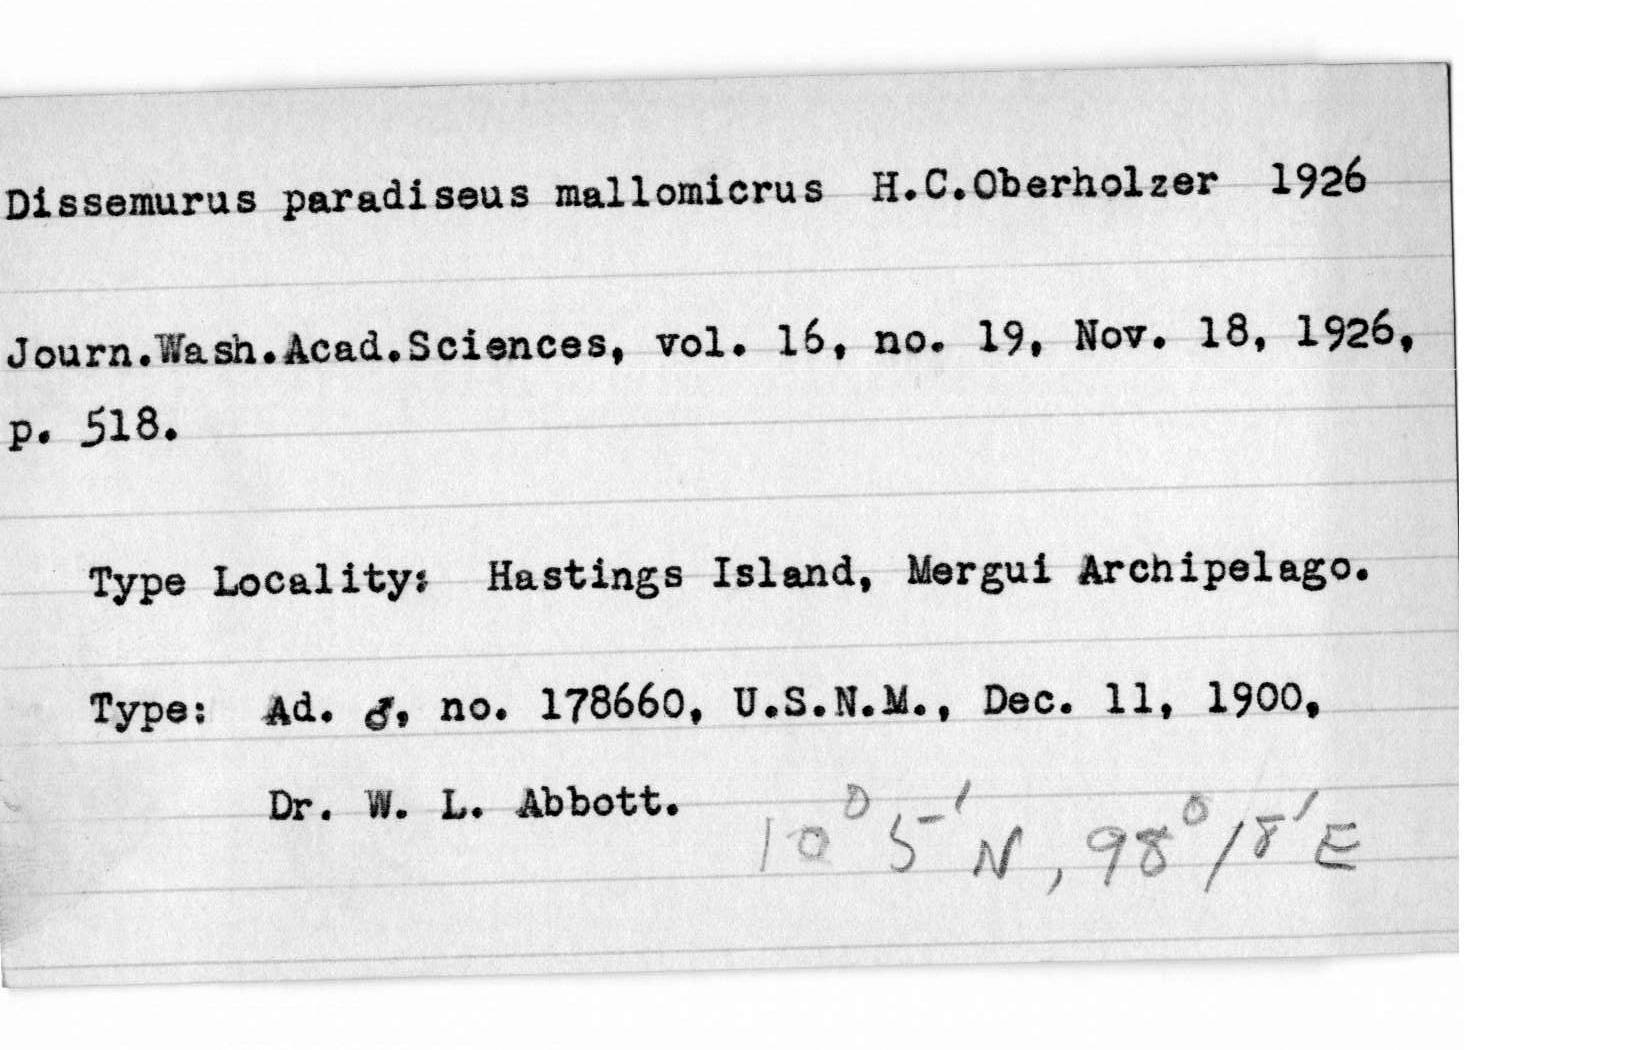 Dissemurus paradiseus mallomicrus H.C.Oberholzer 1926
Journ.Wash.Acad.Sciences, vol. 16, no. 19, Nov. 18, 1926,
p. 518.
Type Locality: Hastings Island, Mergui Archipelago.
Type: Ad. ♂, no. 178660, U.S.N.M., Dec. 11, 1900,
Dr. W. L. Abbott.
10°5'N, 98°18'E